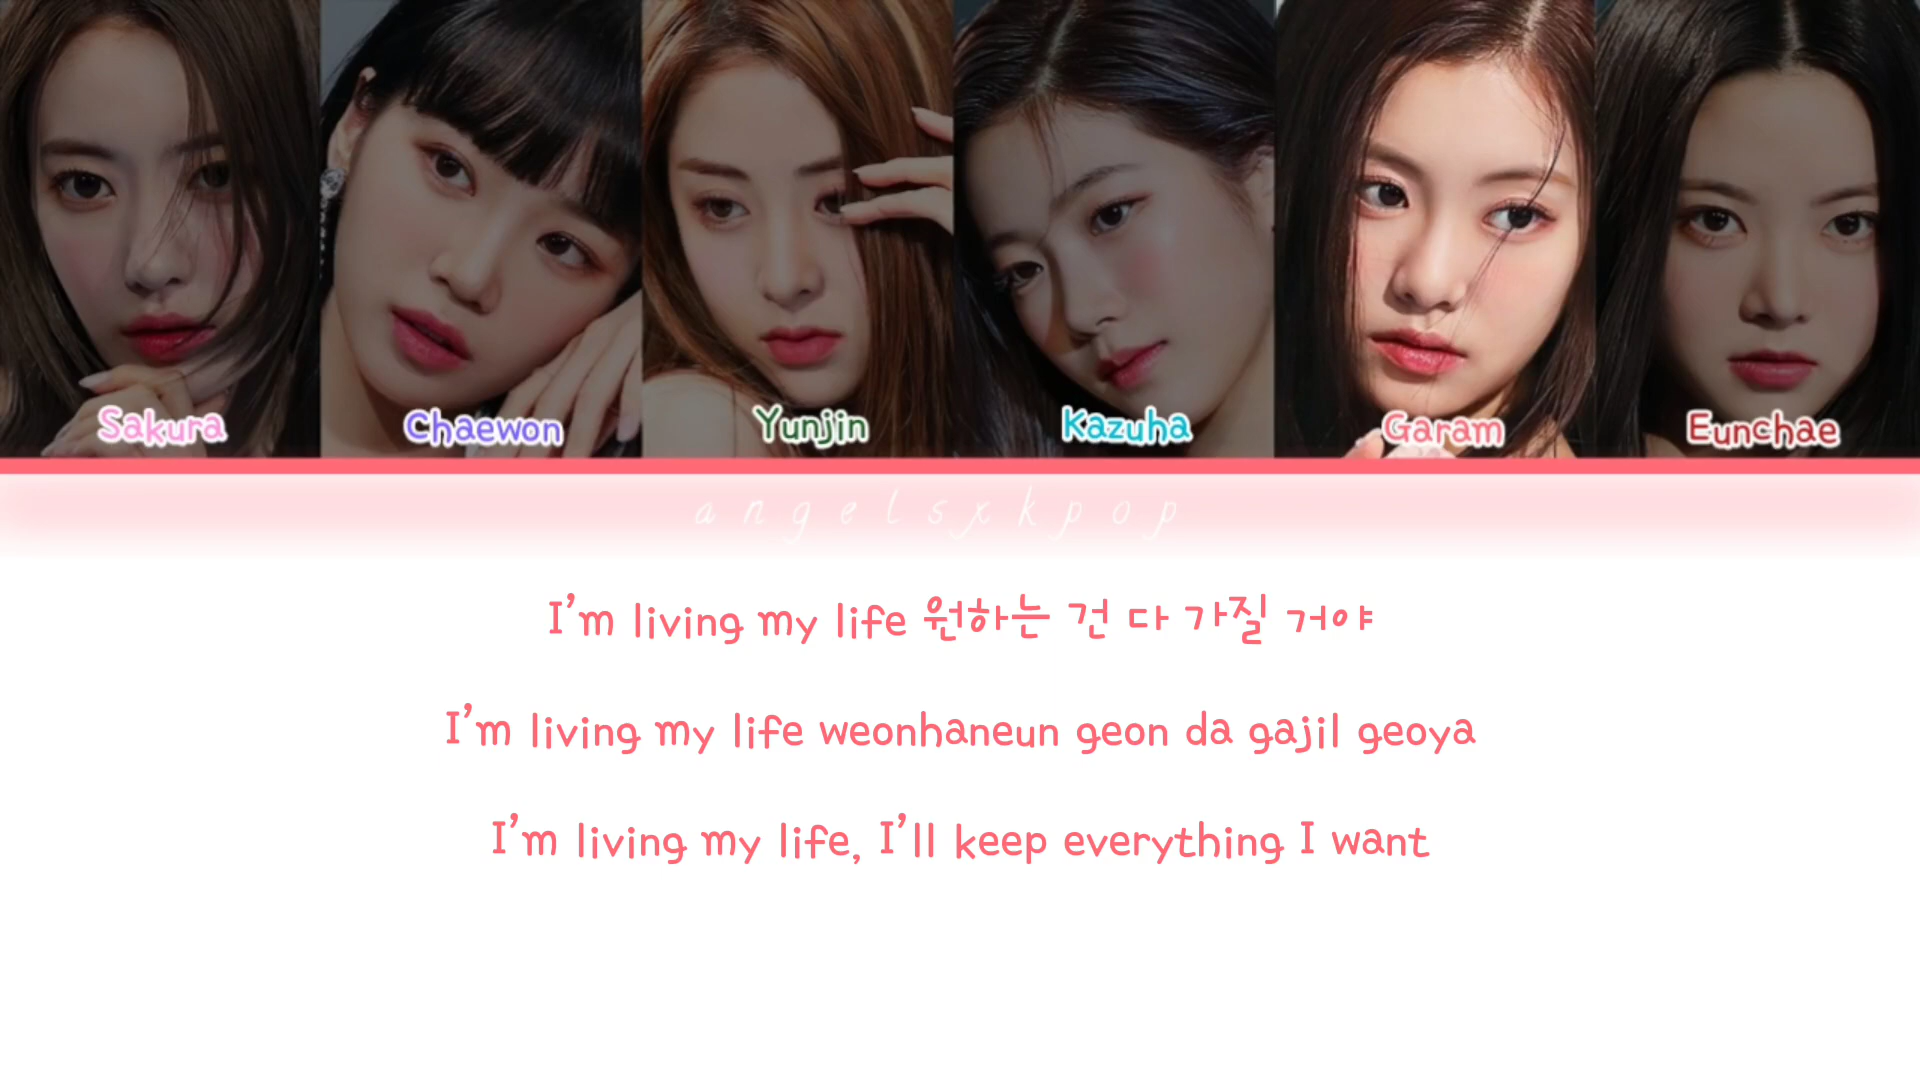 Sakura Chaewon Yunjin Kazuha Garam Eunchae
angelsxkpop
I'm living my life 원하는 건 다 가질 거야
I'm living my life weonhaneun geon da gajil geoya
I'm living my life, I'll keep everything I want